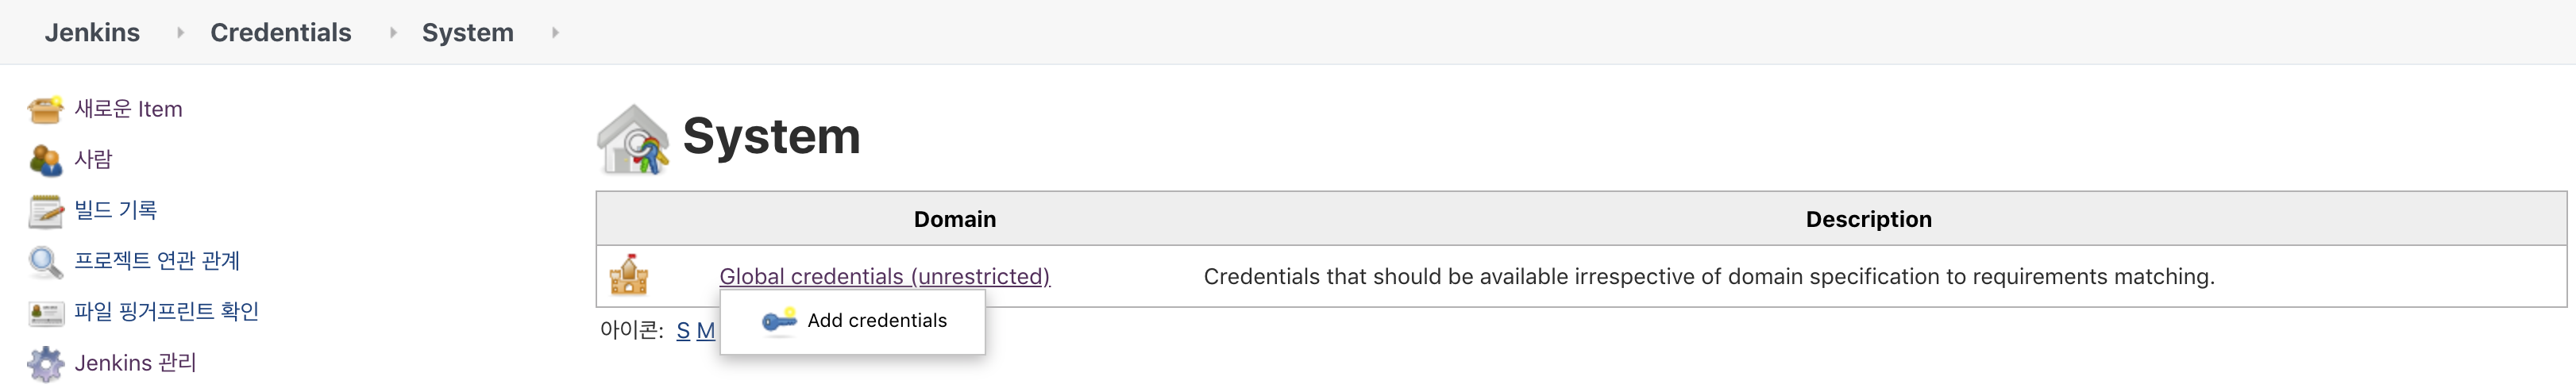 Jenkins Credentials System
새로운 Item
사람
빌드 기록
프로젝트 연관 관계
파일 핑거프린트 확인
Jenkins 관리
System
Domain Description
Global credentials (unrestricted) Credentials that should be available irrespective of domain specification to requirements matching.
Add credentials
아이콘: S M